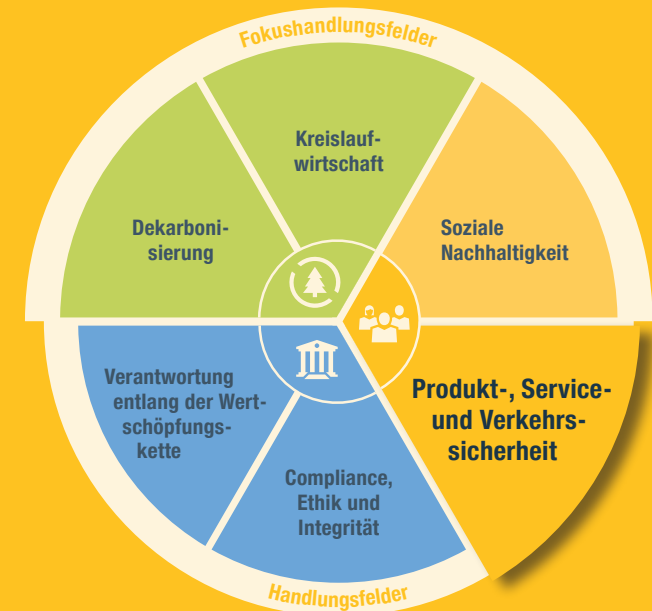 Fokushandlungsfelder
Kreislauf-
wirtschaft
Dekarboni-
sierung
Soziale
Nachhaltigkeit
Verantwortung
entlang der Wert-
schöpfungs-
kette
Produkt-, Service-
und Verkehrs-
sicherheit
Compliance,
Ethik und
Integrität
Handlungsfelder